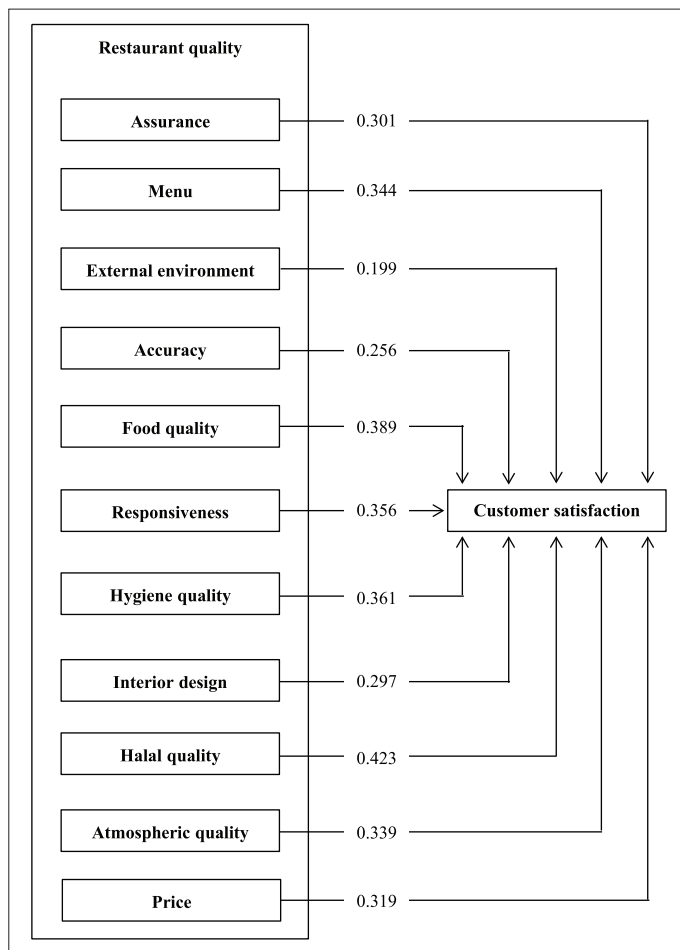 Restaurant quality
Assurance 0.301
Menu 0.344
External environment 0.199
Accuracy 0.256
Food quality 0.389
Responsiveness 0.356 Customer satisfaction
Hygiene quality 0.361
Interior design 0.297
Halal quality 0.423
Atmospheric quality 0.339
Price 0.319